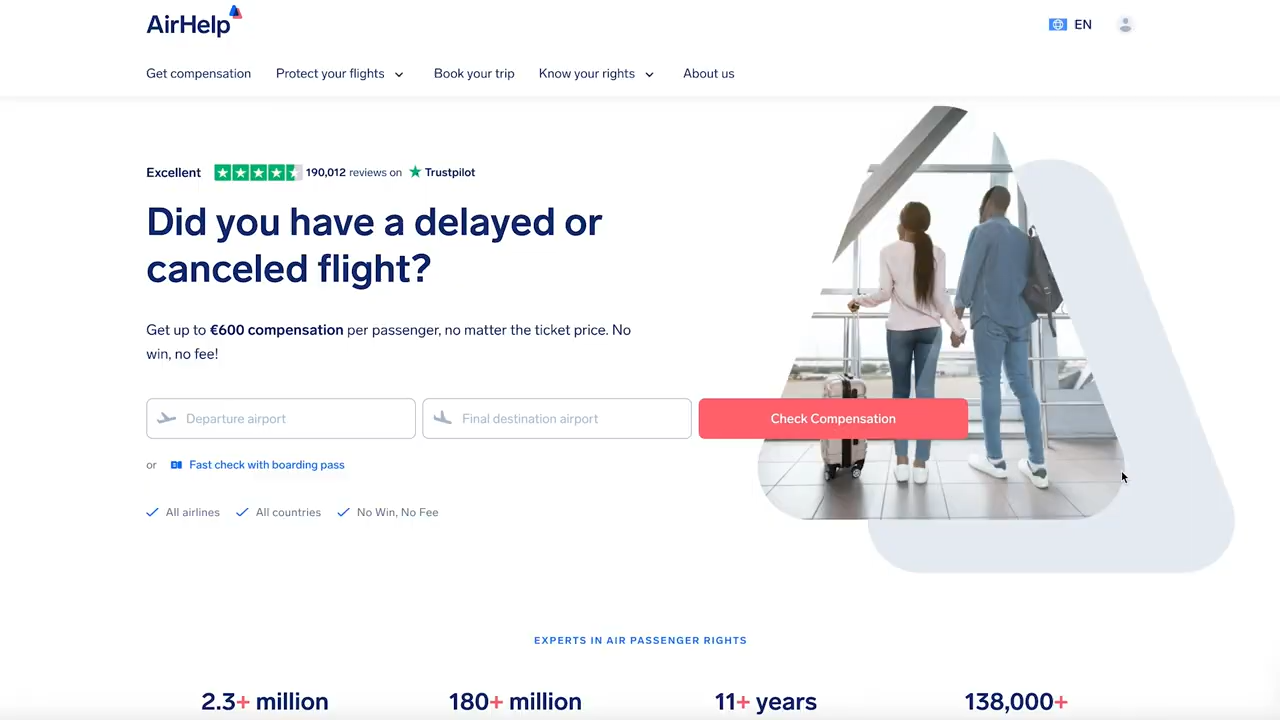 AirHelp
EN
Get compensation Protect your flights Book your trip Know your rights About us
Excellent 190,012 reviews on Trustpilot
Did you have a delayed or
canceled flight?
Get up to €600 compensation per passenger, no matter the ticket price. No
win, no fee!
Departure airport Final destination airport Check Compensation
or Fast check with boarding pass
All airlines All countries No Win, No Fee
EXPERTS IN AIR PASSENGER RIGHTS
2.3+ million 180+ million 11+ years 138,000+